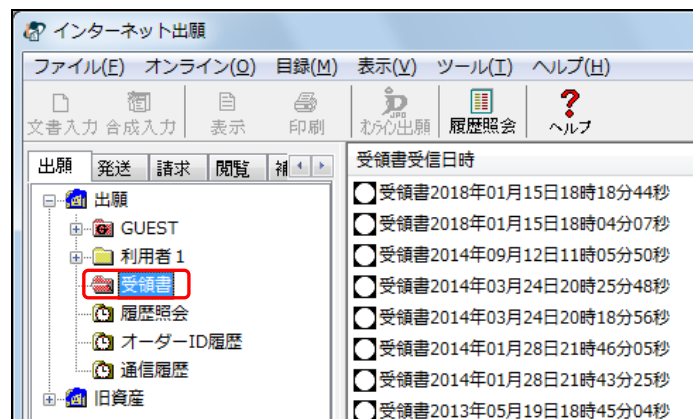 インターネット出願
ファイル(F) オンライン(O) 目録(M) 表示(V) ツール(T) ヘルプ(H)
文書入力 合成入力 表示 印刷 オンライン出願 履歴照会 ヘルプ
出願 発送 請求 閲覧 補
出願
GUEST
利用者1
受領書
履歴照会
オーダーID履歴
通信履歴
旧資産
受領書受信日時
受領書2018年01月15日18時18分44秒
受領書2018年01月15日18時04分07秒
受領書2014年09月12日11時05分50秒
受領書2014年03月24日20時25分48秒
受領書2014年03月24日20時18分56秒
受領書2014年01月28日21時46分05秒
受領書2014年01月28日21時43分25秒
受領書2013年05月19日18時45分04秒